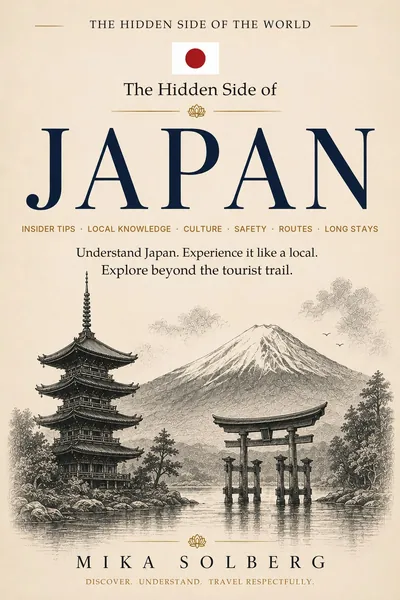 THE HIDDEN SIDE OF THE WORLD
The Hidden Side of
JAPAN
INSIDER TIPS · LOCAL KNOWLEDGE · CULTURE · SAFETY · ROUTES · LONG STAYS
Understand Japan. Experience it like a local.
Explore beyond the tourist trail.
MIKA SOLBERG
DISCOVER. UNDERSTAND. TRAVEL RESPECTFULLY.